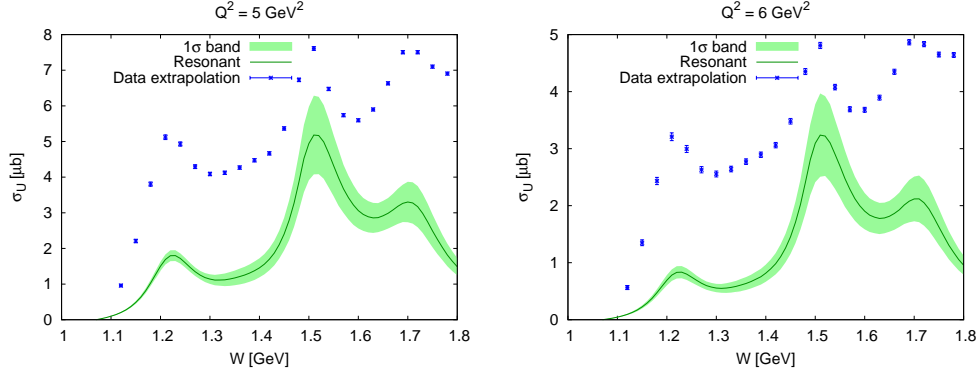 Q² = 5 GeV²
σU [μb]
8
7
6
5
4
3
2
1
0
1σ band
Resonant
Data extrapolation
1 1.1 1.2 1.3 1.4 1.5 1.6 1.7 1.8
W [GeV]
Q² = 6 GeV²
σU [μb]
5
4
3
2
1
0
1σ band
Resonant
Data extrapolation
1 1.1 1.2 1.3 1.4 1.5 1.6 1.7 1.8
W [GeV]